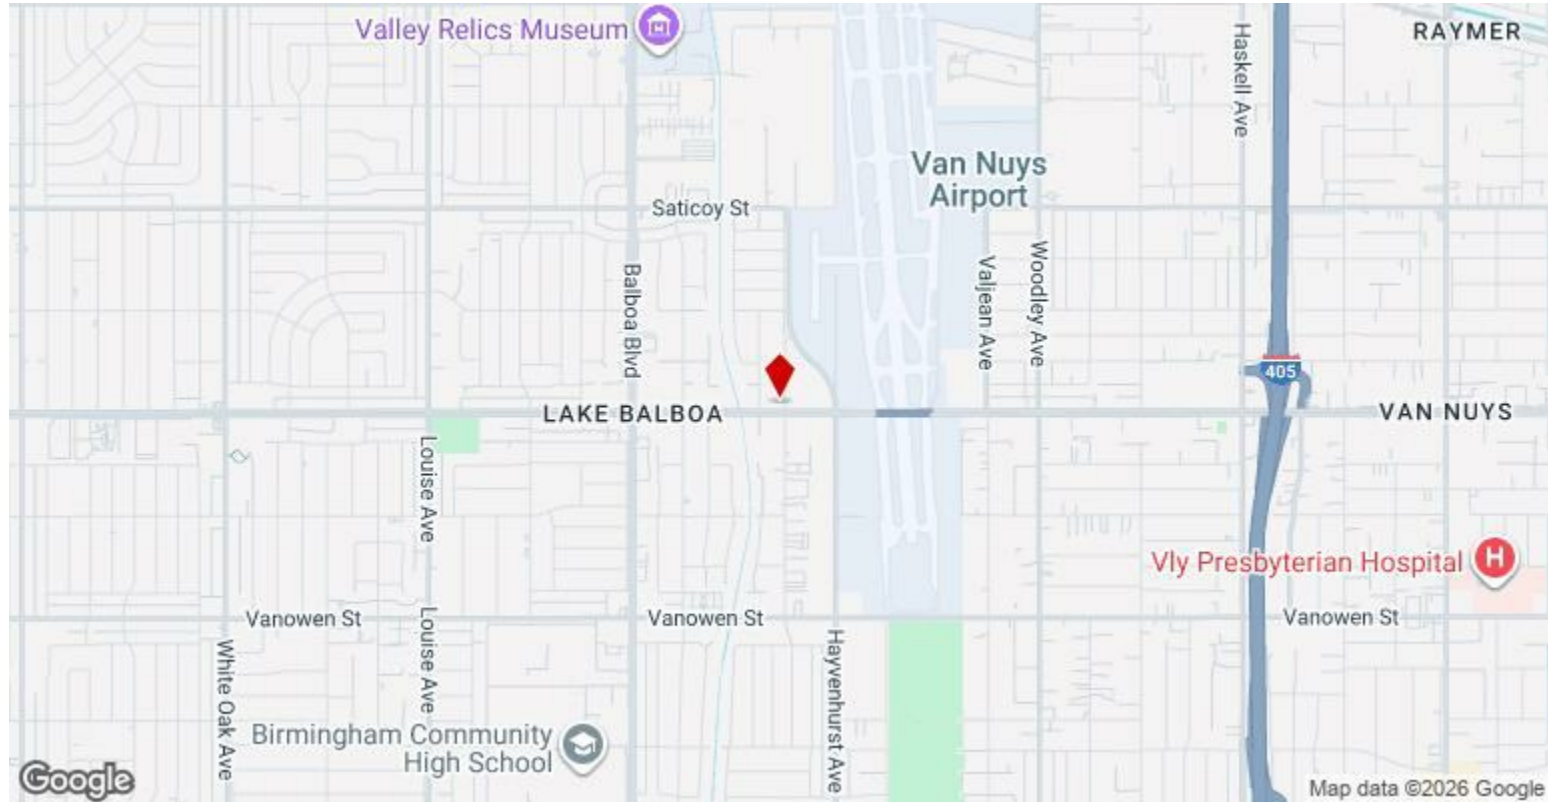 Valley Relics Museum
RAYMER
Haskell Ave
Van Nuys
Airport
Saticoy St
Balboa Blvd
Valjean Ave
Woodley Ave
405
LAKE BALBOA
VAN NUYS
Louise Ave
Vly Presbyterian Hospital
H
Vanowen St
Vanowen St
Vanowen St
White Oak Ave
Louise Ave
Hayvenhurst Ave
Birmingham Community
High School
Google
Map data ©2026 Google